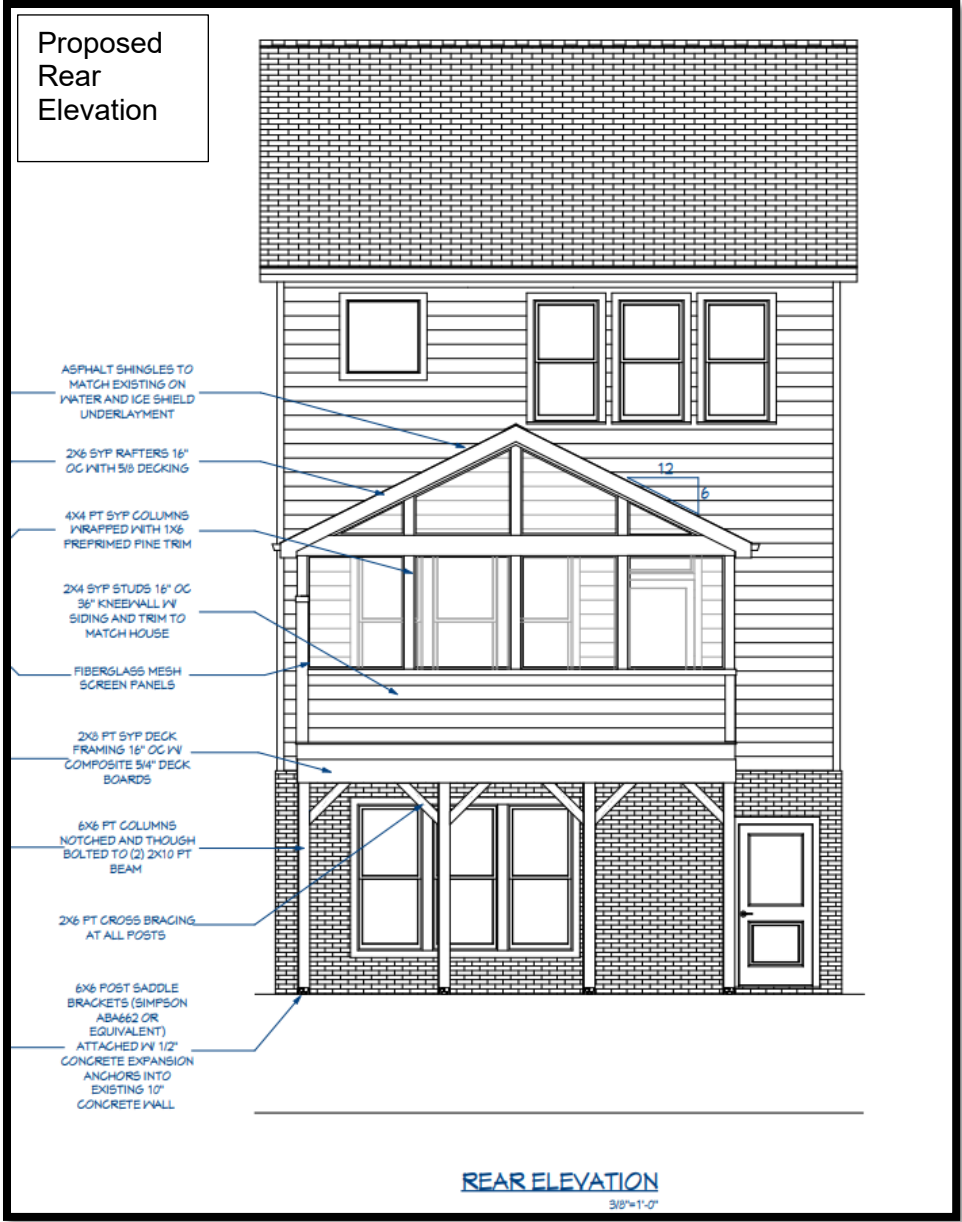 Proposed
Rear
Elevation
ASPHALT SHINGLES TO
MATCH EXISTING ON
WATER AND ICE SHIELD
UNDERLAYMENT
2X6 SYP RAFTERS 16"
OC WITH 5/8 DECKING
12
6
4X4 PT SYP COLUMNS
WRAPPED WITH 1X6
PREPRIMED PINE TRIM
2X4 SYP STUDS 16" OC
36" KNEEWALL W/
SIDING AND TRIM TO
MATCH HOUSE
FIBERGLASS MESH
SCREEN PANELS
2X8 PT SYP DECK
FRAMING 16" OC W/
COMPOSITE 5/4" DECK
BOARDS
6X6 PT COLUMNS
NOTCHED AND THOUGH
BOLTED TO (2) 2X10 PT
BEAM
2X6 PT CROSS BRACING
AT ALL POSTS
6X6 POST SADDLE
BRACKETS (SIMPSON
ABA662 OR
EQUIVALENT)
ATTACHED W/ 1/2"
CONCRETE EXPANSION
ANCHORS INTO
EXISTING 10"
CONCRETE WALL
REAR ELEVATION
3/8"=1'-0"